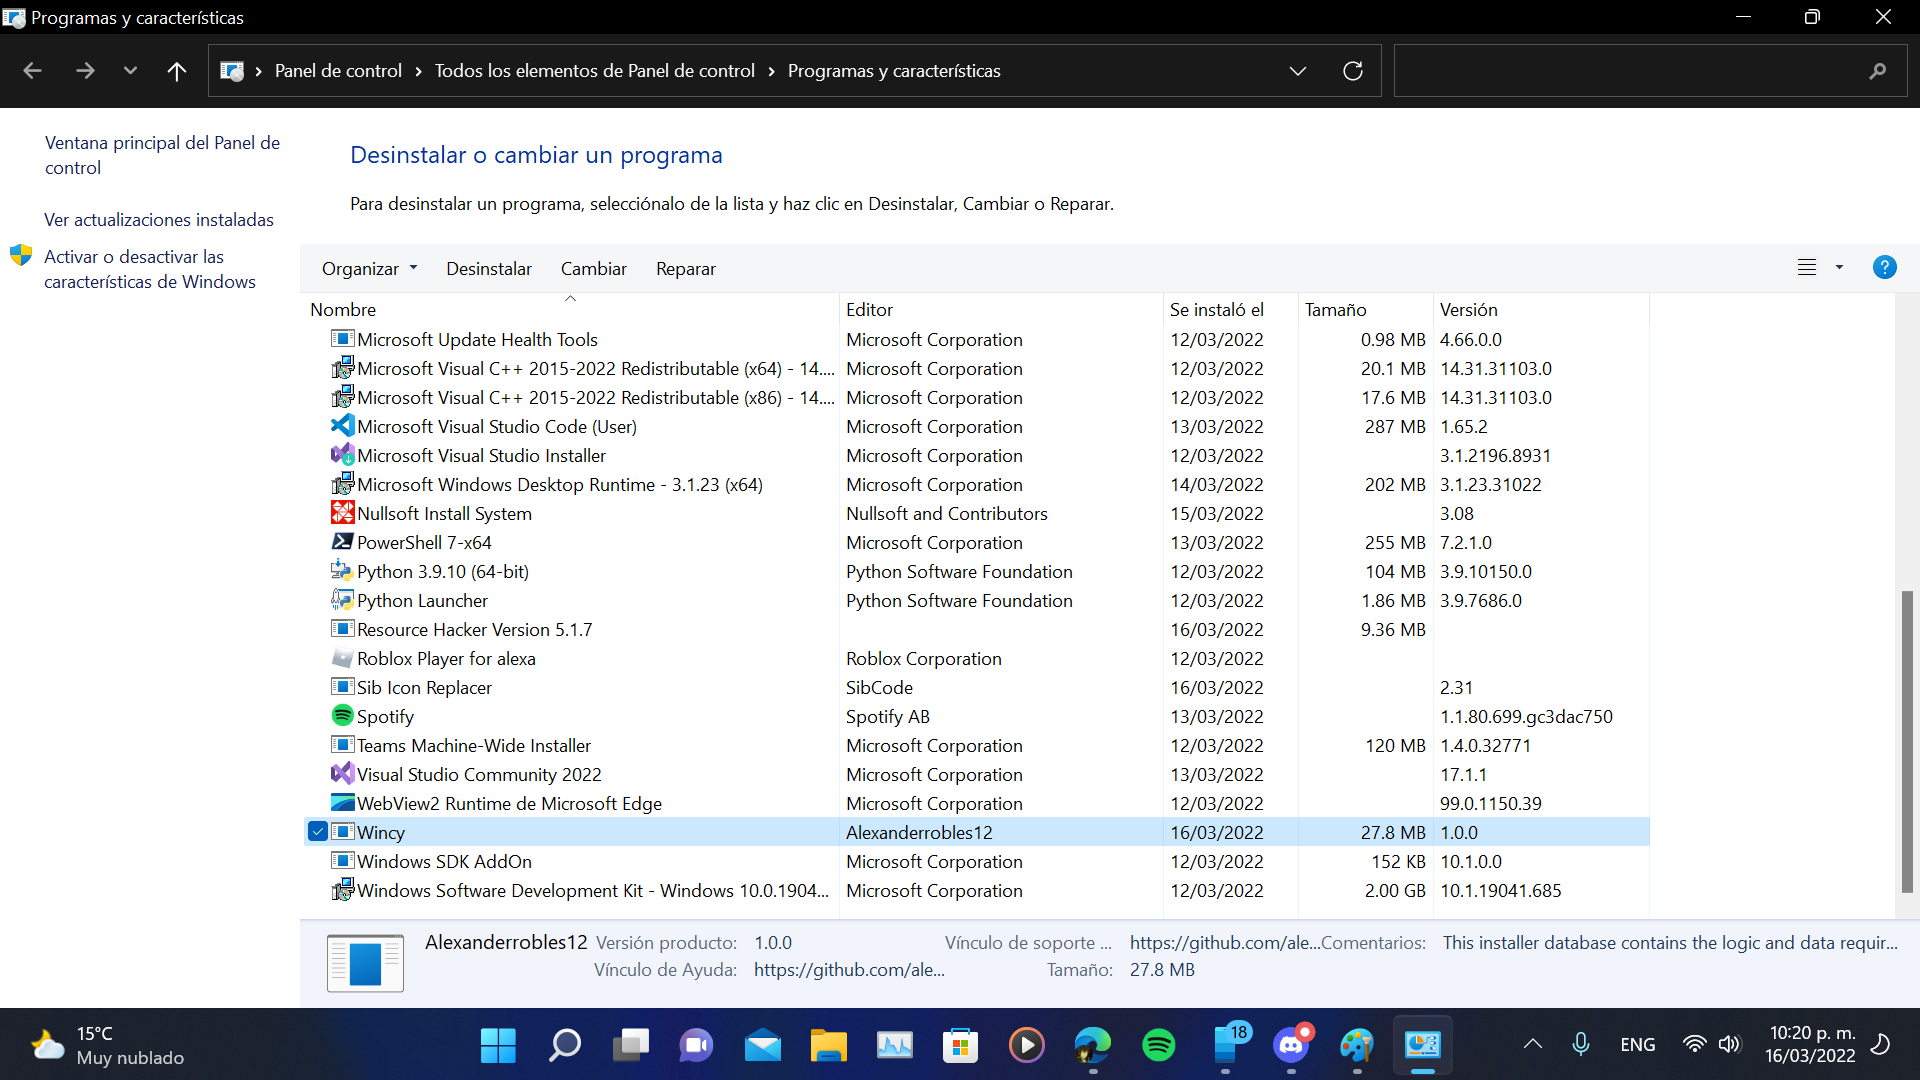 Programas y características
Panel de control › Todos los elementos de Panel de control › Programas y características
Ventana principal del Panel de
control
Ver actualizaciones instaladas
Activar o desactivar las
características de Windows
Desinstalar o cambiar un programa
Para desinstalar un programa, selecciónalo de la lista y haz clic en Desinstalar, Cambiar o Reparar.
Organizar Desinstalar Cambiar Reparar
Nombre Editor Se instaló el Tamaño Versión
Microsoft Update Health Tools Microsoft Corporation 12/03/2022 0.98 MB 4.66.0.0
Microsoft Visual C++ 2015-2022 Redistributable (x64) - 14.... Microsoft Corporation 12/03/2022 20.1 MB 14.31.31103.0
Microsoft Visual C++ 2015-2022 Redistributable (x86) - 14.... Microsoft Corporation 12/03/2022 17.6 MB 14.31.31103.0
Microsoft Visual Studio Code (User) Microsoft Corporation 13/03/2022 287 MB 1.65.2
Microsoft Visual Studio Installer Microsoft Corporation 12/03/2022 3.1.2196.8931
Microsoft Windows Desktop Runtime - 3.1.23 (x64) Microsoft Corporation 14/03/2022 202 MB 3.1.23.31022
Nullsoft Install System Nullsoft and Contributors 15/03/2022 3.08
PowerShell 7-x64 Microsoft Corporation 13/03/2022 255 MB 7.2.1.0
Python 3.9.10 (64-bit) Python Software Foundation 12/03/2022 104 MB 3.9.10150.0
Python Launcher Python Software Foundation 12/03/2022 1.86 MB 3.9.7686.0
Resource Hacker Version 5.1.7 16/03/2022 9.36 MB
Roblox Player for alexa Roblox Corporation 12/03/2022
Sib Icon Replacer SibCode 16/03/2022 2.31
Spotify Spotify AB 13/03/2022 1.1.80.699.gc3dac750
Teams Machine-Wide Installer Microsoft Corporation 12/03/2022 120 MB 1.4.0.32771
Visual Studio Community 2022 Microsoft Corporation 13/03/2022 17.1.1
WebView2 Runtime de Microsoft Edge Microsoft Corporation 12/03/2022 99.0.1150.39
Wincy Alexanderrobles12 16/03/2022 27.8 MB 1.0.0
Windows SDK AddOn Microsoft Corporation 12/03/2022 152 KB 10.1.0.0
Windows Software Development Kit - Windows 10.0.1904... Microsoft Corporation 12/03/2022 2.00 GB 10.1.19041.685
Alexanderrobles12 Versión producto: 1.0.0 Vínculo de soporte ... https://github.com/ale... Comentarios: This installer database contains the logic and data requir...
Vínculo de Ayuda: https://github.com/ale... Tamaño: 27.8 MB
15°C
Muy nublado
18
ENG
10:20 p. m.
16/03/2022